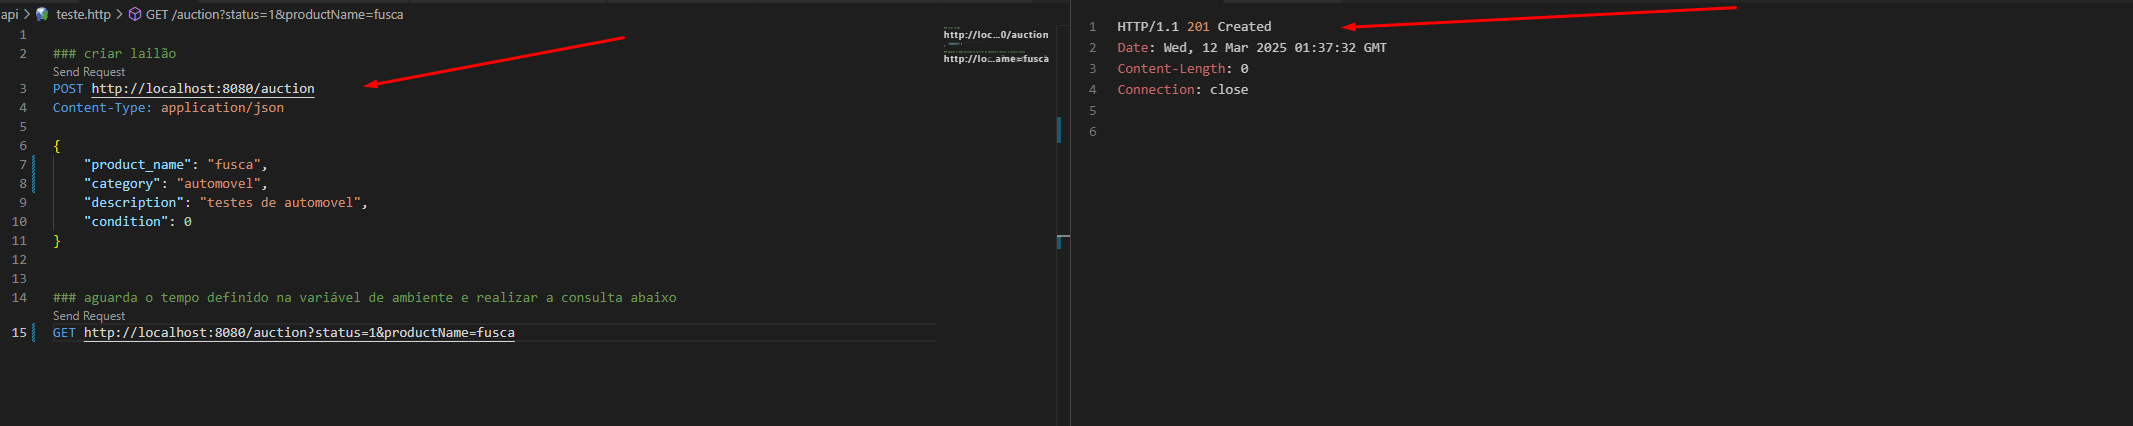 api > teste.http > GET /auction?status=1&productName=fusca
1
2 ### criar lailão
Send Request
3 POST http://localhost:8080/auction
4 Content-Type: application/json
5
6 {
7 "product_name": "fusca",
8 "category": "automovel",
9 "description": "testes de automovel",
10 "condition": 0
11 }
12
13
14 ### aguarda o tempo definido na variável de ambiente e realizar a consulta abaixo
Send Request
15 GET http://localhost:8080/auction?status=1&productName=fusca
http://loc...0/auction
http://lo...ame=fusca
1 HTTP/1.1 201 Created
2 Date: Wed, 12 Mar 2025 01:37:32 GMT
3 Content-Length: 0
4 Connection: close
5
6